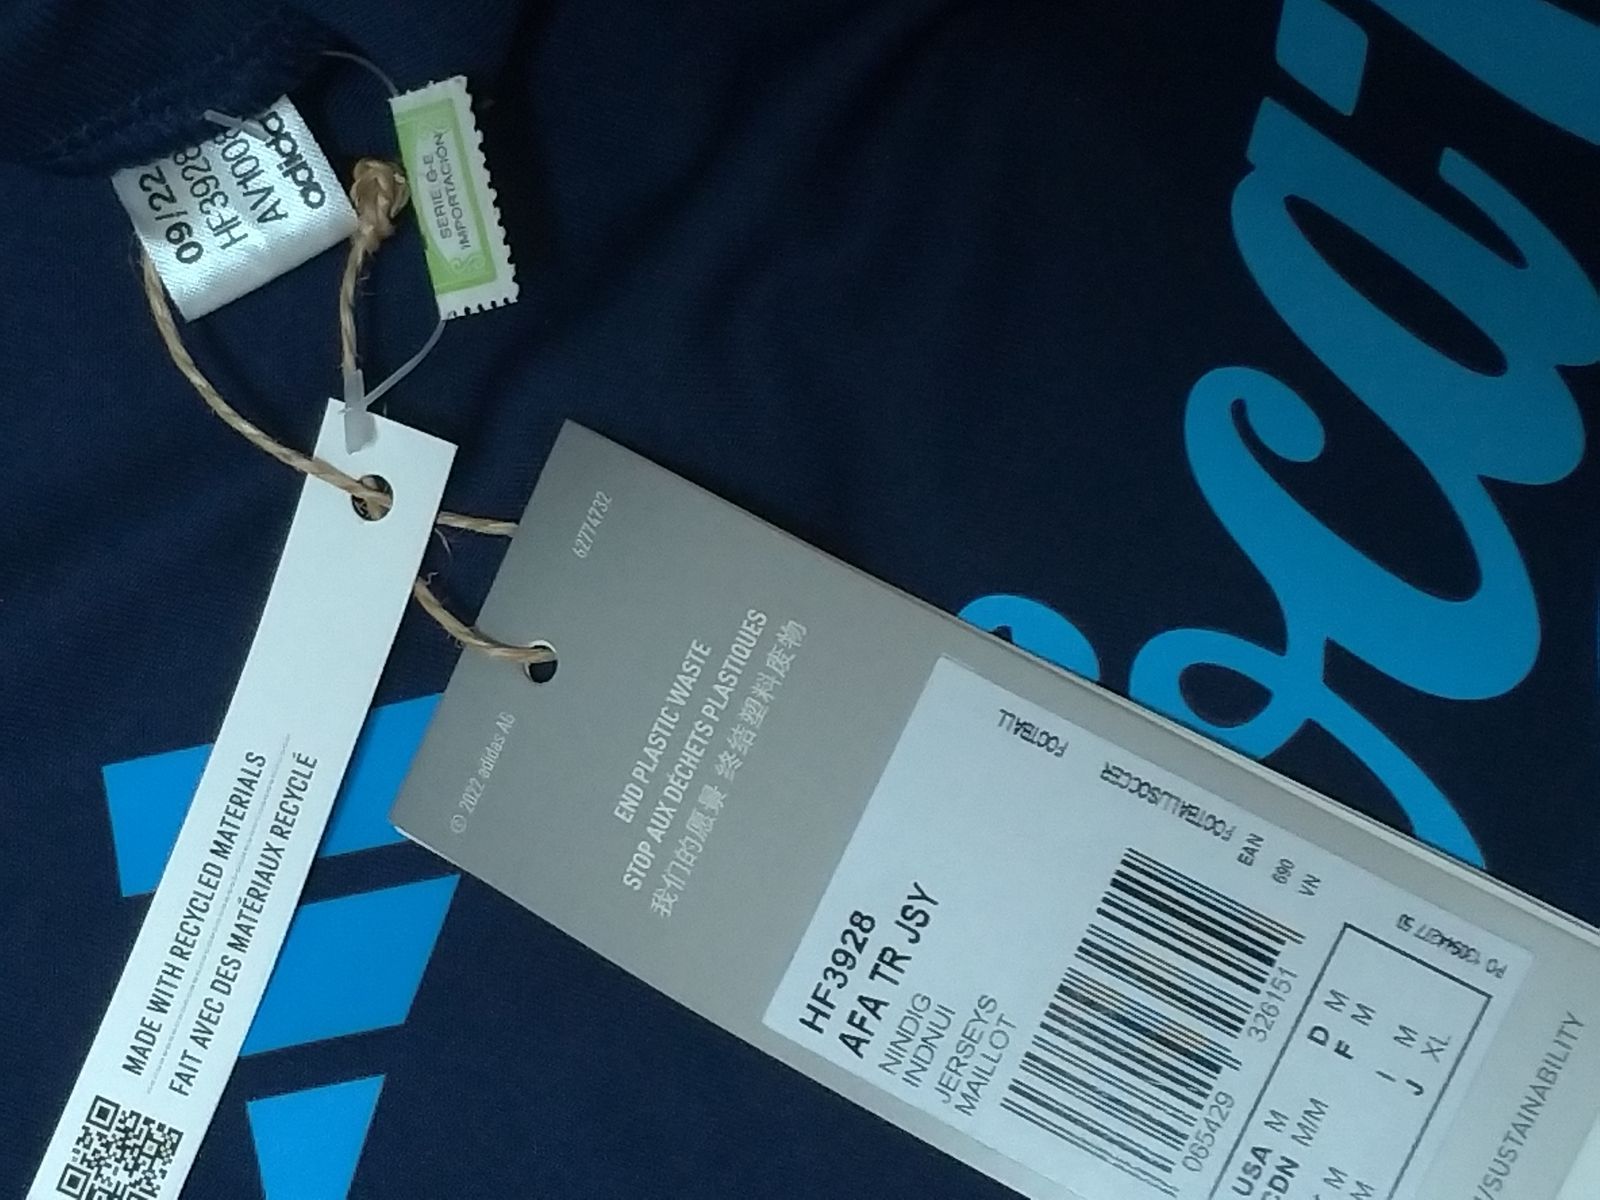 adidas
AV1008
HF3928
09/22
SERIE G-E
IMPORTACION
62774732
© 2022 adidas AG
END PLASTIC WASTE
STOP AUX DÉCHETS PLASTIQUES
我们的愿景 终结塑料废物
MADE WITH RECYCLED MATERIALS
FAIT AVEC DES MATÉRIAUX RECYCLÉ
FOOTBALL
FOOTBALL/SOCCER
HF3928
AFA TR JSY
NINDIG
INDNUI
JERSEYS
MAILLOT
EAN
690
VN
065429 326151
USA M D M
CDN M/M F M
M I M
M J XL
/SUSTAINABILITY